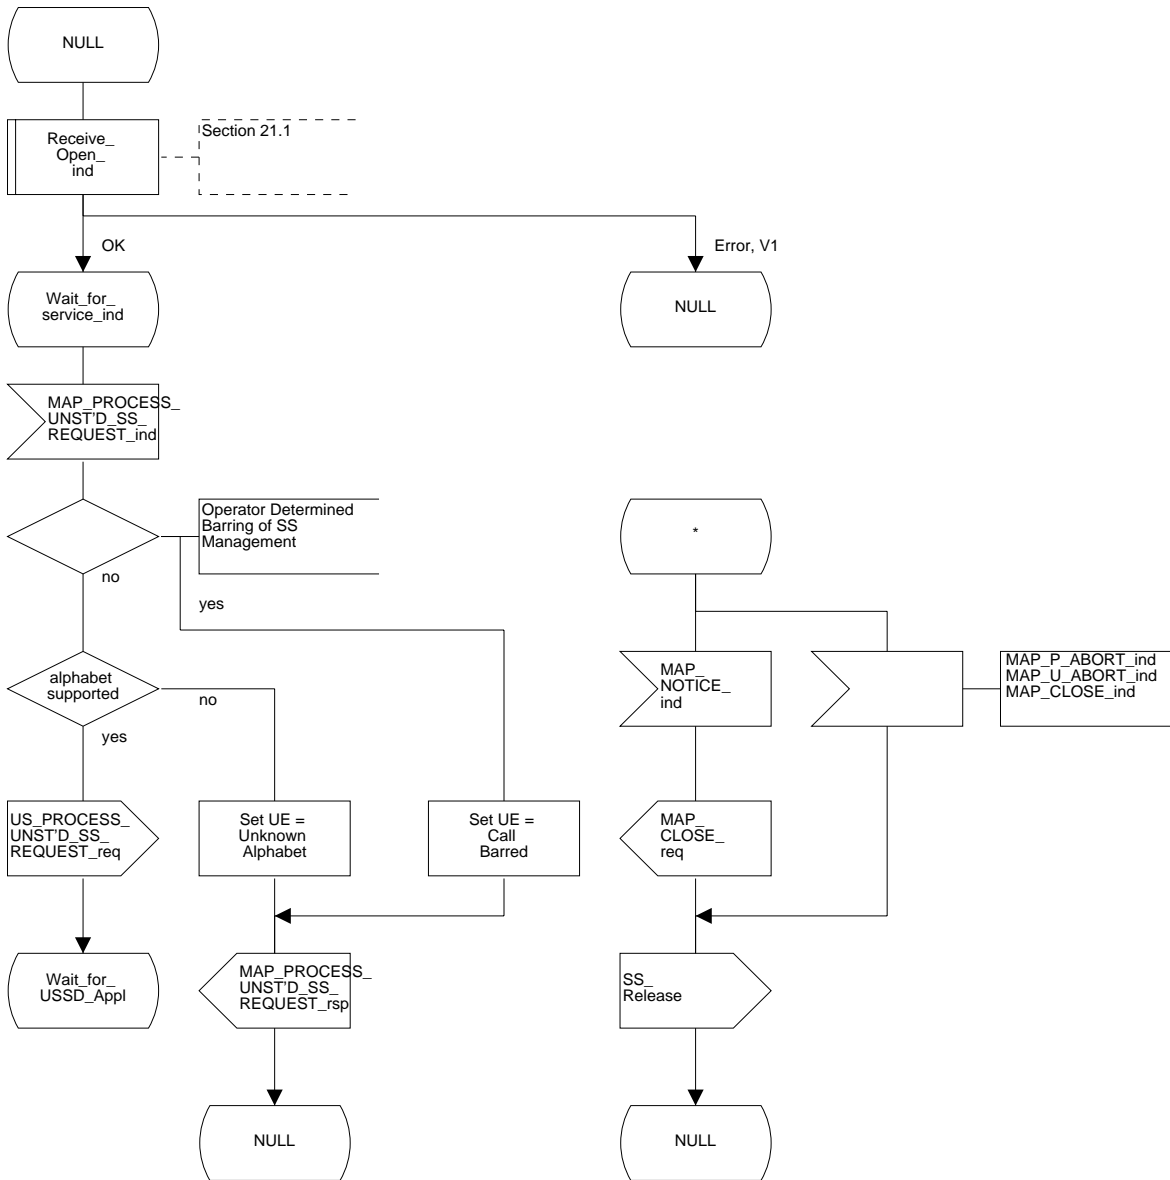 NULL
Receive_
Open_
ind
Section 21.1
OK
Error, V1
Wait_for_
service_ind
NULL
MAP_PROCESS_
UNST'D_SS_
REQUEST_ind
Operator Determined
Barring of SS
Management
*
no
yes
alphabet
supported
no
yes
MAP_
NOTICE_
ind
MAP_P_ABORT_ind
MAP_U_ABORT_ind
MAP_CLOSE_ind
US_PROCESS_
UNST'D_SS_
REQUEST_req
Set UE =
Unknown
Alphabet
Set UE =
Call
Barred
MAP_
CLOSE_
req
Wait_for_
USSD_Appl
MAP_PROCESS_
UNST'D_SS_
REQUEST_rsp
SS_
Release
NULL
NULL